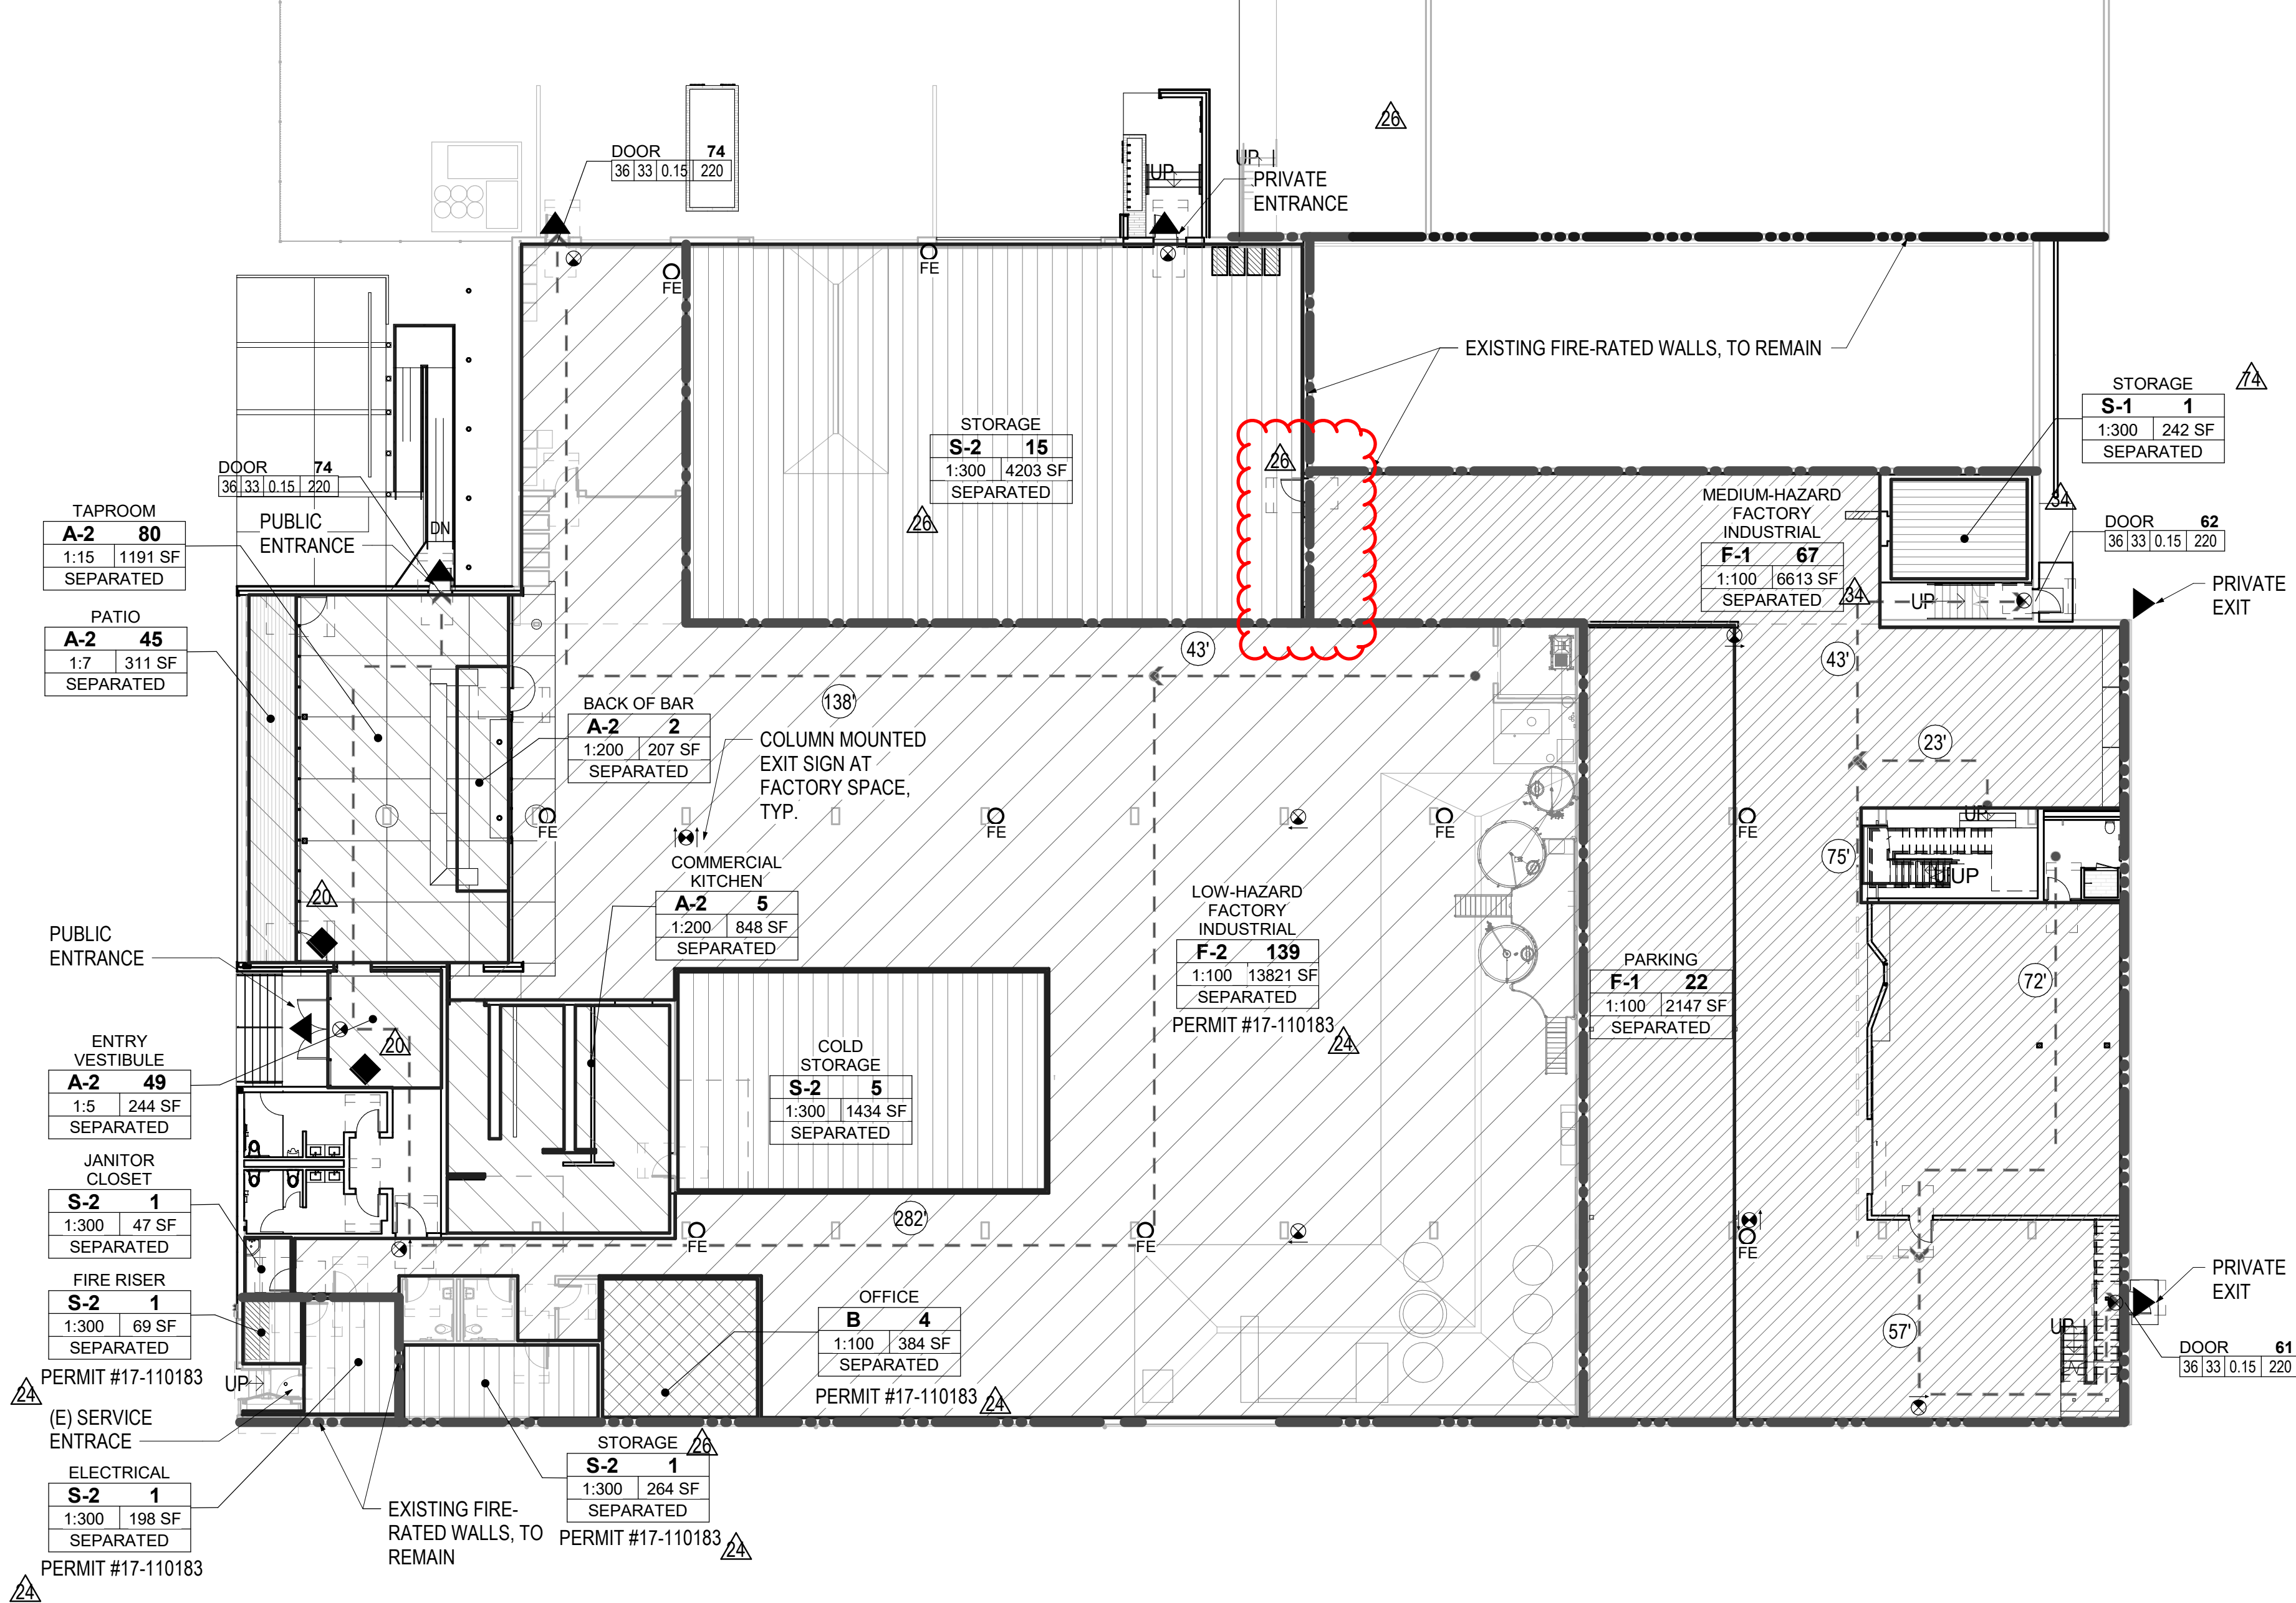 26
DOOR 74
36 33 0.15 220
UP
UP
PRIVATE
ENTRANCE
FE
FE
EXISTING FIRE-RATED WALLS, TO REMAIN
74
STORAGE
S-1 1
1:300 242 SF
SEPARATED
STORAGE
S-2 15
1:300 4203 SF
SEPARATED
26
26
DOOR 74
36 33 0.15 220
PUBLIC
ENTRANCE
DN
MEDIUM-HAZARD
FACTORY
INDUSTRIAL
F-1 67
1:100 6613 SF
SEPARATED
34
34
UP
DOOR 62
36 33 0.15 220
PRIVATE
EXIT
TAPROOM
A-2 80
1:15 1191 SF
SEPARATED
PATIO
A-2 45
1:7 311 SF
SEPARATED
43'
43'
138'
23'
BACK OF BAR
A-2 2
1:200 207 SF
SEPARATED
COLUMN MOUNTED
EXIT SIGN AT
FACTORY SPACE,
TYP.
FE
FE
FE
FE
UP
UP
UP
75'
COMMERCIAL
KITCHEN
A-2 5
1:200 848 SF
SEPARATED
20
LOW-HAZARD
FACTORY
INDUSTRIAL
F-2 139
1:100 13821 SF
SEPARATED
PERMIT #17-110183
24
PARKING
F-1 22
1:100 2147 SF
SEPARATED
72'
PUBLIC
ENTRANCE
20
ENTRY
VESTIBULE
A-2 49
1:5 244 SF
SEPARATED
COLD
STORAGE
S-2 5
1:300 1434 SF
SEPARATED
JANITOR
CLOSET
S-2 1
1:300 47 SF
SEPARATED
282'
FE
FE
FE
FIRE RISER
S-2 1
1:300 69 SF
SEPARATED
PERMIT #17-110183
24
UP
OFFICE
B 4
1:100 384 SF
SEPARATED
PERMIT #17-110183
24
57'
UP
PRIVATE
EXIT
DOOR 61
36 33 0.15 220
(E) SERVICE
ENTRACE
ELECTRICAL
S-2 1
1:300 198 SF
SEPARATED
PERMIT #17-110183
24
EXISTING FIRE-
RATED WALLS, TO
REMAIN
STORAGE
26
S-2 1
1:300 264 SF
SEPARATED
PERMIT #17-110183
24